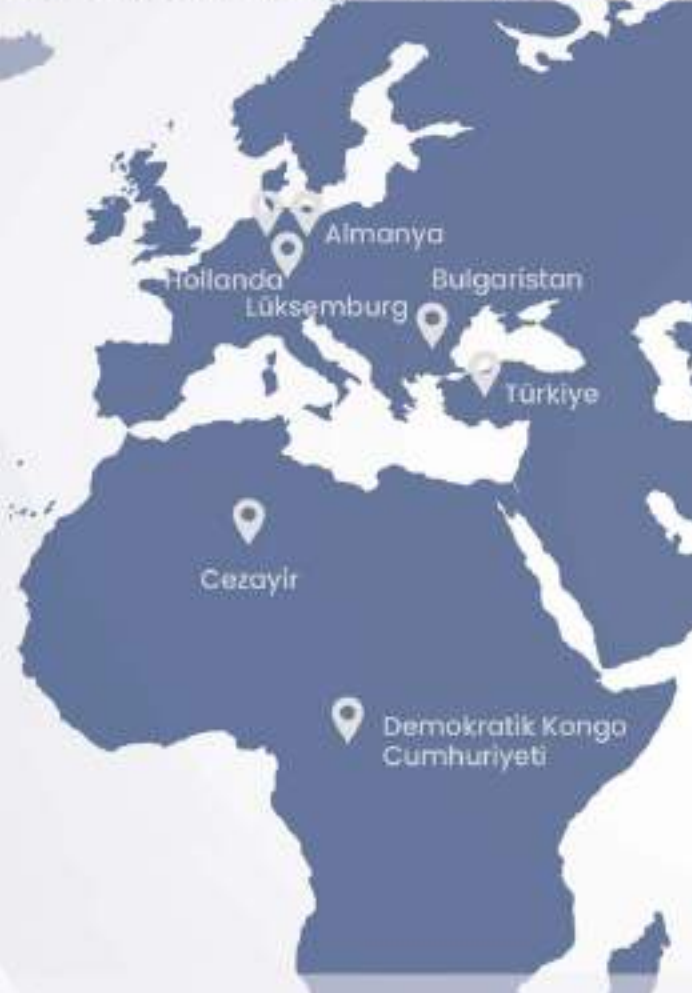 Almanya
Hollanda
Bulgaristan
Lüksemburg
Türkiye
Cezayir
Demokratik Kongo
Cumhuriyeti